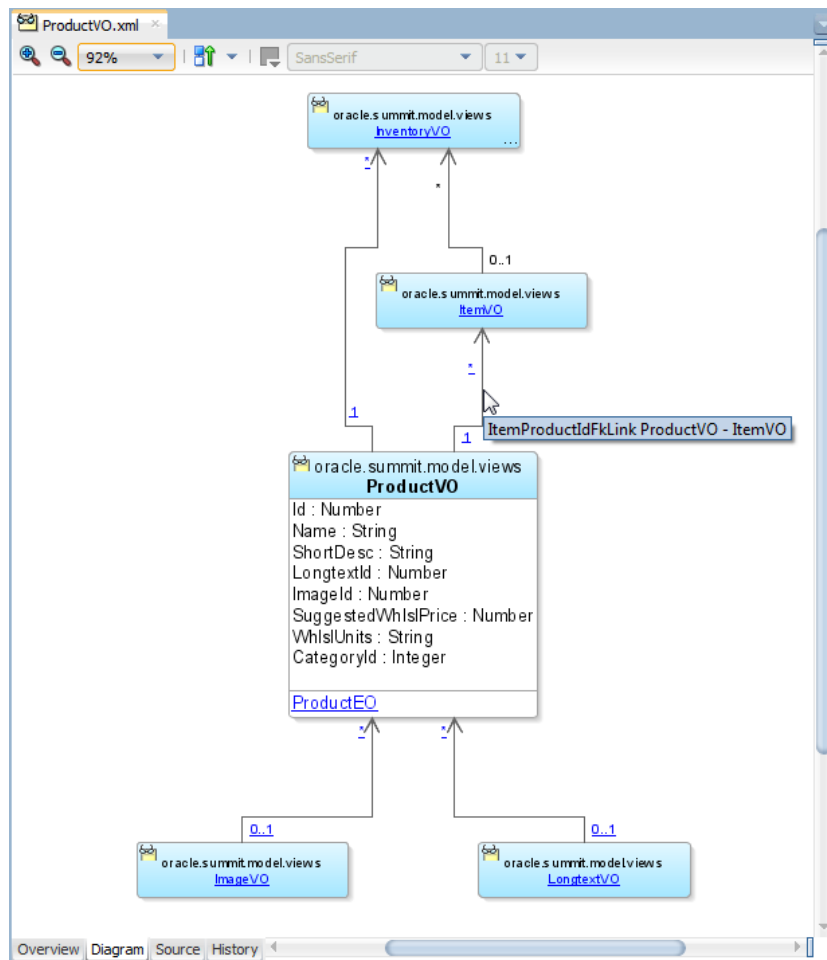 ProductVO.xml
92%
SansSerif
11
oracle.summit.model.views
InventoryVO
...
*
*
0..1
oracle.summit.model.views
ItemVO
*
1
1
ItemProductIdFkLink ProductVO - ItemVO
oracle.summit.model.views
ProductVO
Id : Number
Name : String
ShortDesc : String
LongtextId : Number
ImageId : Number
SuggestedWhlslPrice : Number
WhlslUnits : String
CategoryId : Integer
ProductEO
*
*
0..1
0..1
oracle.summit.model.views
ImageVO
oracle.summit.model.views
LongtextVO
Overview Diagram Source History